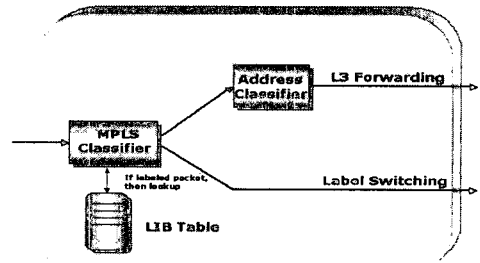 Address
Classifier
L3 Forwarding
MPLS
Classifier
If labeled packet,
then lookup
Label Switching
LIB Table